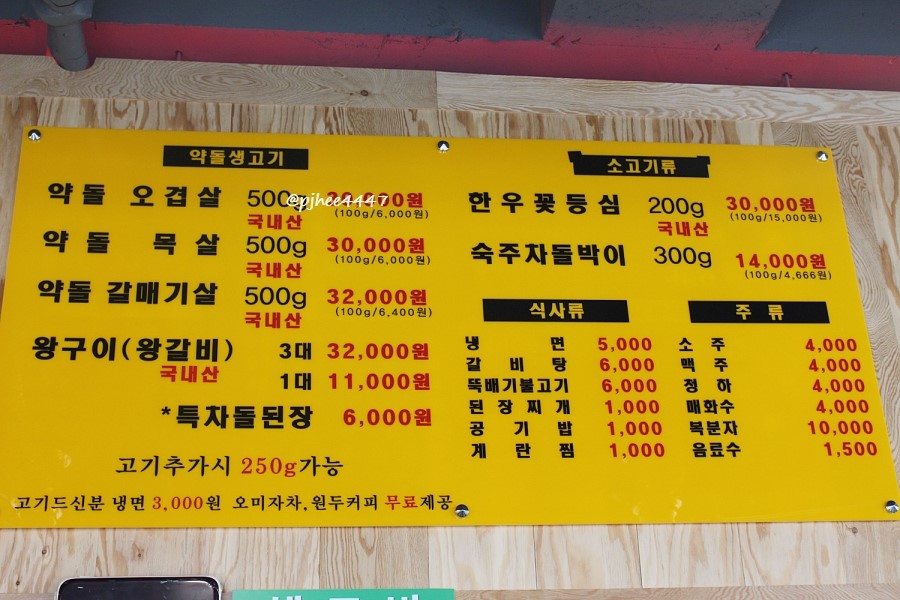 약돌생고기
약돌 오겹살 500g
@pjhee4447
(100g/6,000원)
국내산
약돌 목살 500g 30,000원
(100g/6,000원)
국내산
약돌 갈매기살 500g 32,000원
(100g/6,400원)
국내산
왕구이(왕갈비) 3대 32,000원
국내산 1대 11,000원
*특차돌된장 6,000원
고기추가시 250g가능
고기드신분 냉면 3,000원 오미자차,원두커피 무료제공
소고기류
한우꽃등심 200g 30,000원
(100g/15,000원)
국내산
숙주차돌박이 300g 14,000원
(100g/4,666원)
식사류
냉면 5,000
갈비탕 6,000
뚝배기불고기 6,000
된장찌개 1,000
공기밥 1,000
계란찜 1,000
주류
소주 4,000
맥주 4,000
청하 4,000
매화수 4,000
복분자 10,000
음료수 1,500